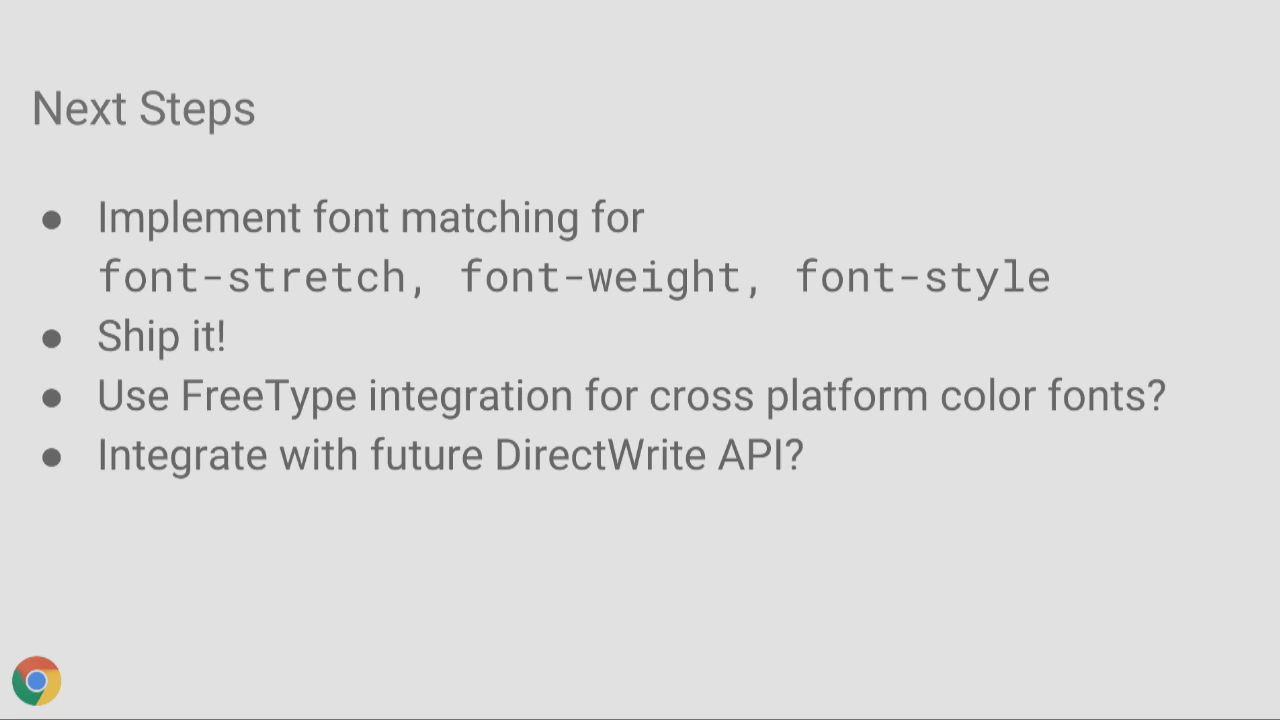 Next Steps
● Implement font matching for
font-stretch, font-weight, font-style
● Ship it!
● Use FreeType integration for cross platform color fonts?
● Integrate with future DirectWrite API?